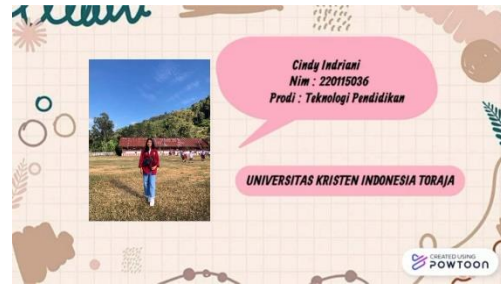 Cindy Indriani
Nim : 220115036
Prodi : Teknologi Pendidikan
UNIVERSITAS KRISTEN INDONESIA TORAJA
CREATED USING
POWTOON